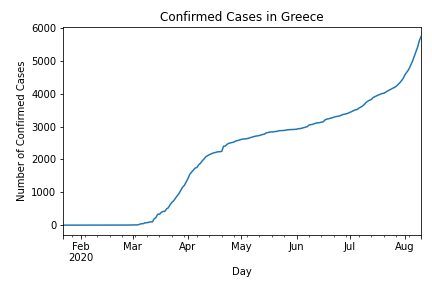 Confirmed Cases in Greece
6000
5000
4000
3000
2000
1000
0
Number of Confirmed Cases
Feb
2020
Mar
Apr
May
Jun
Jul
Aug
Day